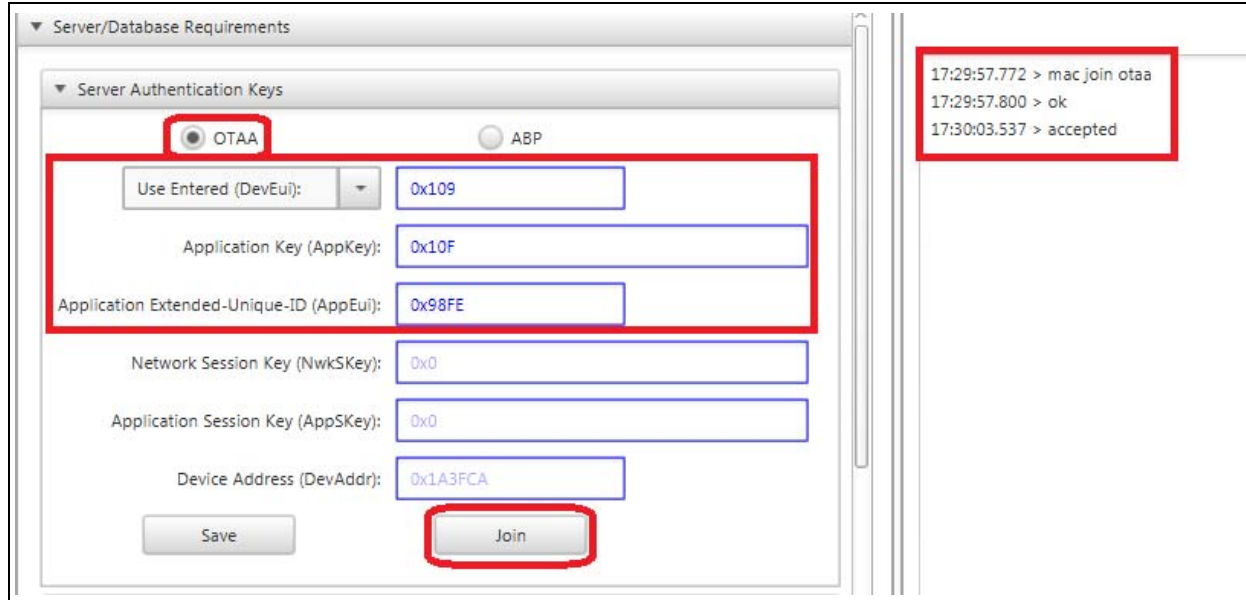 Server/Database Requirements
Server Authentication Keys
OTAA ABP
Use Entered (DevEui): 0x109
Application Key (AppKey): 0x10F
Application Extended-Unique-ID (AppEui): 0x98FE
Network Session Key (NwkSKey): 0x0
Application Session Key (AppSKey): 0x0
Device Address (DevAddr): 0x1A3FCA
Save Join
17:29:57.772 > mac join otaa
17:29:57.800 > ok
17:30:03.537 > accepted